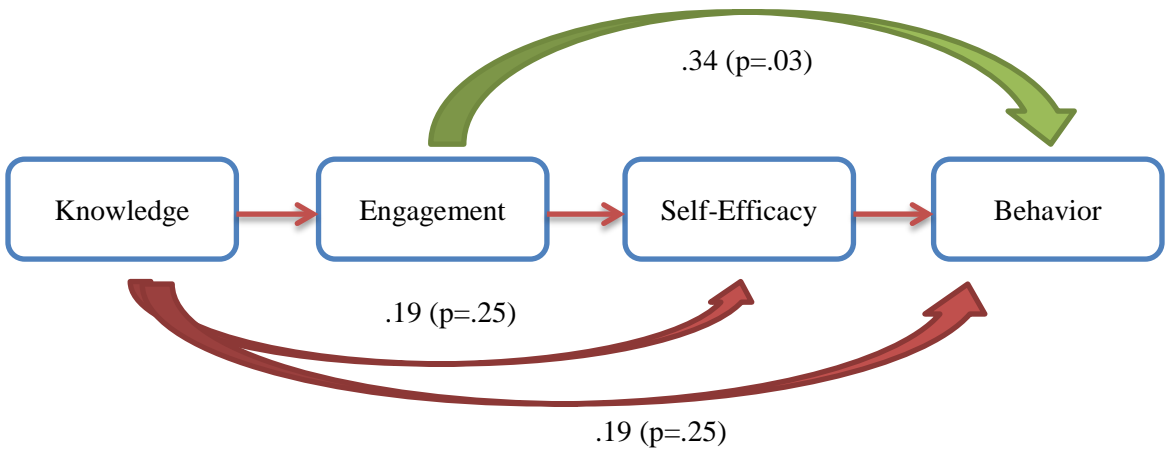 .34 (p=.03)
Knowledge
Engagement
Self-Efficacy
Behavior
.19 (p=.25)
.19 (p=.25)